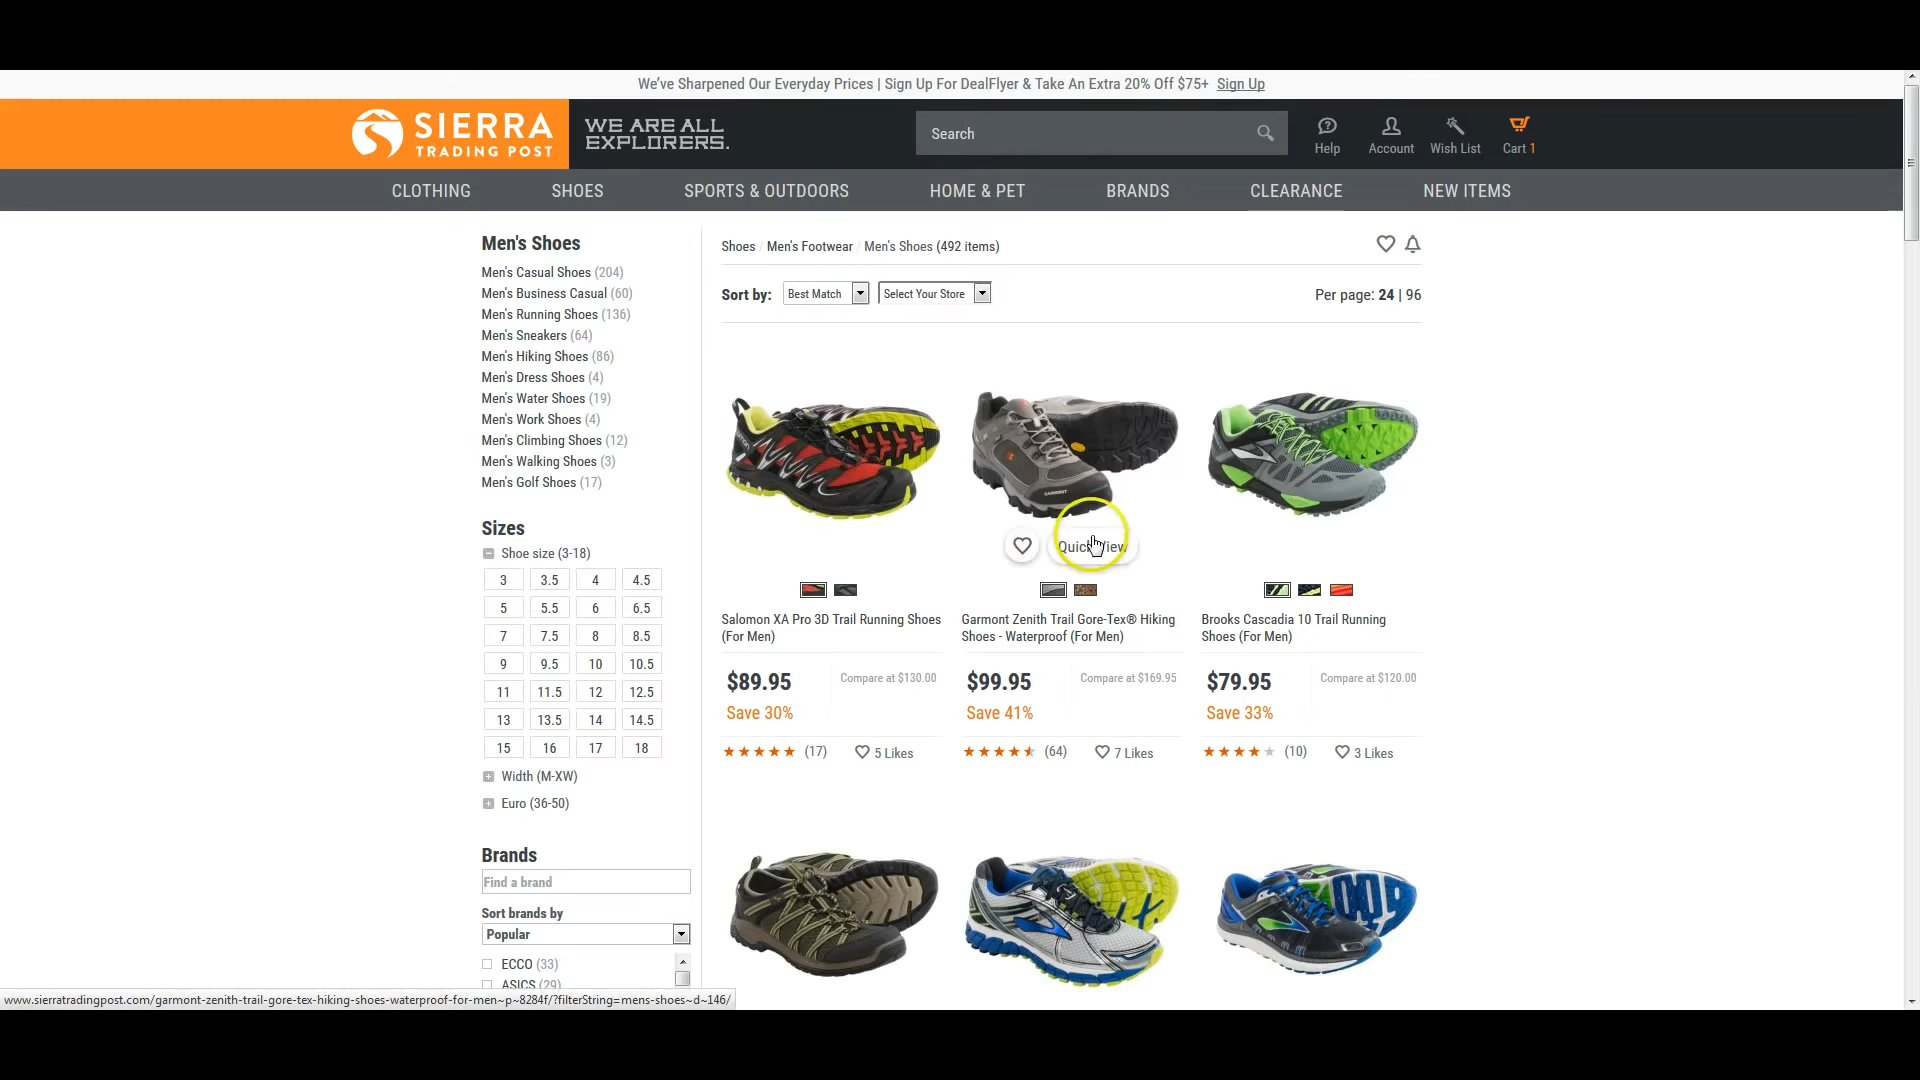 We've Sharpened Our Everyday Prices | Sign Up For DealFlyer & Take An Extra 20% Off $75+ Sign Up
SIERRA
TRADING POST
WE ARE ALL
EXPLORERS.
Search
Help
Account
Wish List
Cart 1
CLOTHING
SHOES
SPORTS & OUTDOORS
HOME & PET
BRANDS
CLEARANCE
NEW ITEMS
Men's Shoes
Men's Casual Shoes (204)
Men's Business Casual (60)
Men's Running Shoes (136)
Men's Sneakers (64)
Men's Hiking Shoes (86)
Men's Dress Shoes (4)
Men's Water Shoes (19)
Men's Work Shoes (4)
Men's Climbing Shoes (12)
Men's Walking Shoes (3)
Men's Golf Shoes (17)
Sizes
Shoe size (3-18)
3 3.5 4 4.5
5 5.5 6 6.5
7 7.5 8 8.5
9 9.5 10 10.5
11 11.5 12 12.5
13 13.5 14 14.5
15 16 17 18
Width (M-XW)
Euro (36-50)
Brands
Find a brand
Sort brands by
Popular
ECCO (33)
ASICS (29)
Shoes / Men's Footwear / Men's Shoes (492 items)
Sort by: Best Match Select Your Store
Per page: 24 | 96
Quick View
Salomon XA Pro 3D Trail Running Shoes
(For Men)
$89.95
Compare at $130.00
Save 30%
(17)
5 Likes
GARMONT
Garmont Zenith Trail Gore-Tex® Hiking
Shoes - Waterproof (For Men)
$99.95
Compare at $169.95
Save 41%
(64)
7 Likes
Brooks Cascadia 10 Trail Running
Shoes (For Men)
$79.95
Compare at $120.00
Save 33%
(10)
3 Likes
www.sierratradingpost.com/garmont-zenith-trail-gore-tex-hiking-shoes-waterproof-for-men~p~8284f/?filterString=mens-shoes~d~146/